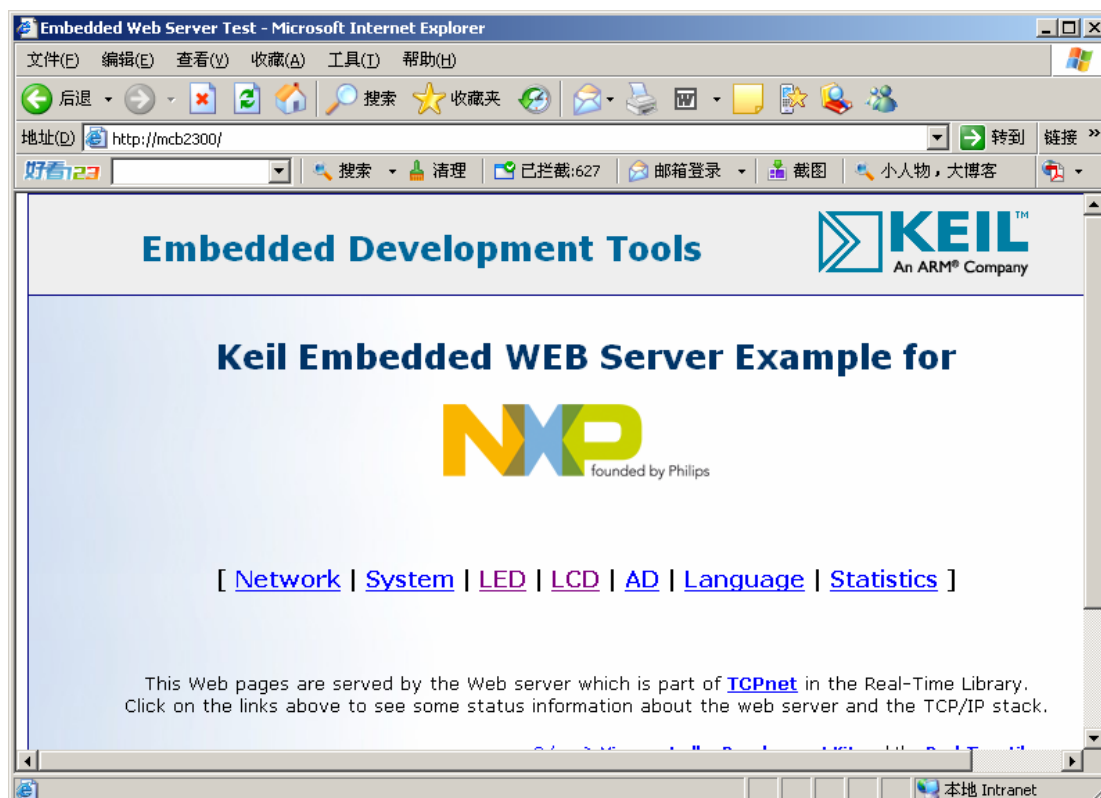 Embedded Web Server Test - Microsoft Internet Explorer
文件(F) 编辑(E) 查看(V) 收藏(A) 工具(T) 帮助(H)
后退 搜索 收藏夹
地址(D) http://mcb2300/ 转到 链接 »
好看123 搜索 清理 已拦截:627 邮箱登录 截图 小人物，大博客
Embedded Development Tools
KEIL™
An ARM® Company
Keil Embedded WEB Server Example for
NXP
founded by Philips
[ Network | System | LED | LCD | AD | Language | Statistics ]
This Web pages are served by the Web server which is part of TCPnet in the Real-Time Library.
Click on the links above to see some status information about the web server and the TCP/IP stack.
本地 Intranet